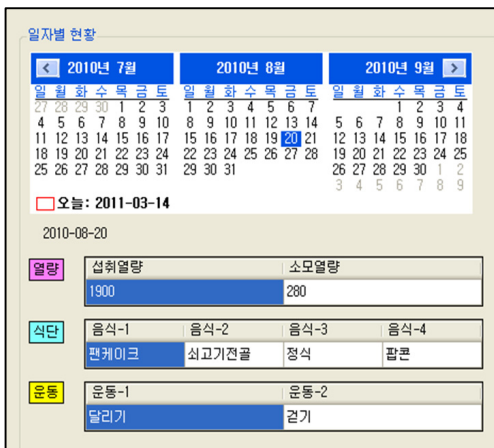 일자별 현황
2010년 7월 2010년 8월 2010년 9월
일 월 화 수 목 금 토 일 월 화 수 목 금 토 일 월 화 수 목 금 토
27 28 29 30 1 2 3 1 2 3 4 5 6 7 1 2 3 4
4 5 6 7 8 9 10 8 9 10 11 12 13 14 5 6 7 8 9 10 11
11 12 13 14 15 16 17 15 16 17 18 19 20 21 12 13 14 15 16 17 18
18 19 20 21 22 23 24 22 23 24 25 26 27 28 19 20 21 22 23 24 25
25 26 27 28 29 30 31 29 30 31 26 27 28 29 30 1 2
3 4 5 6 7 8 9
오늘: 2011-03-14
2010-08-20
열량 섭취열량 소모열량
1900 280
식단 음식-1 음식-2 음식-3 음식-4
팬케이크 쇠고기전골 정식 팝콘
운동 운동-1 운동-2
달리기 걷기